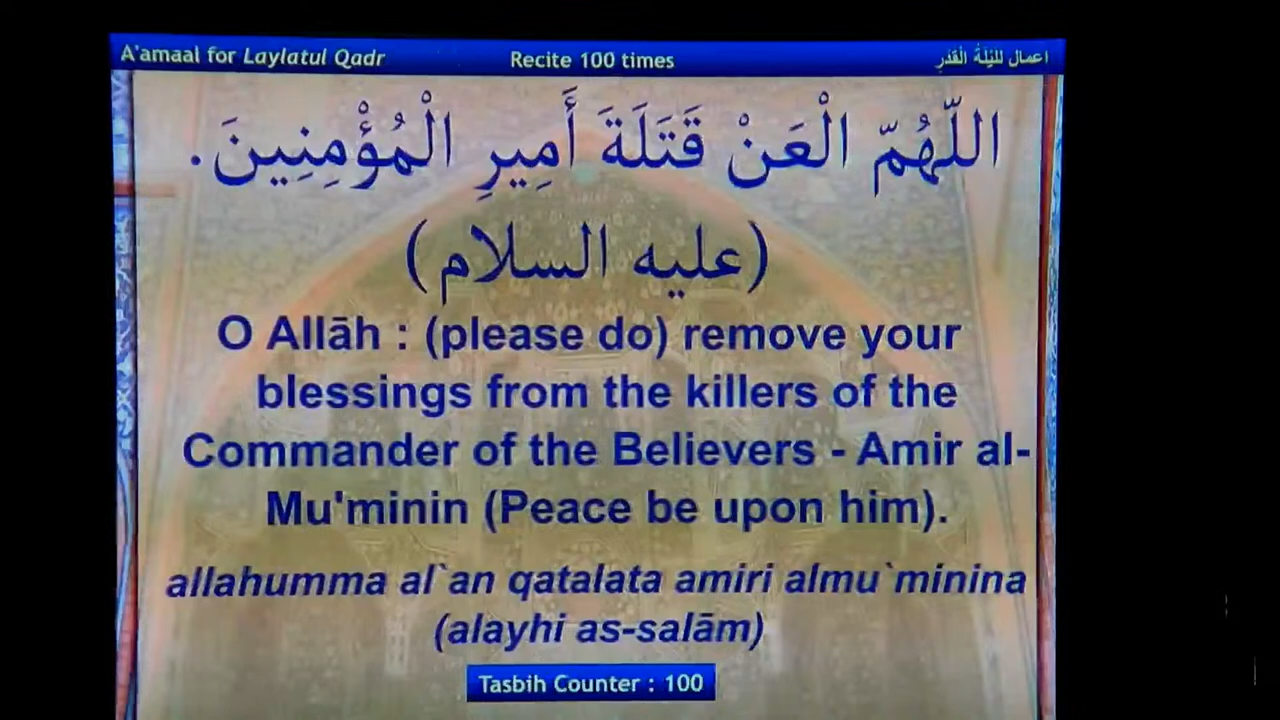 A'amaal for Laylatul Qadr
Recite 100 times
اعمال للَيْلَةُ الْقَدْرِ
اللّهُمّ الْعَنْ قَتَلَةَ أَمِيرِ الْمُؤْمِنِينَ.
(عليه السلام)
O Allāh : (please do) remove your
blessings from the killers of the
Commander of the Believers - Amir al-
Mu'minin (Peace be upon him).
allahumma al`an qatalata amiri almu`minina
(alayhi as-salām)
Tasbih Counter : 100